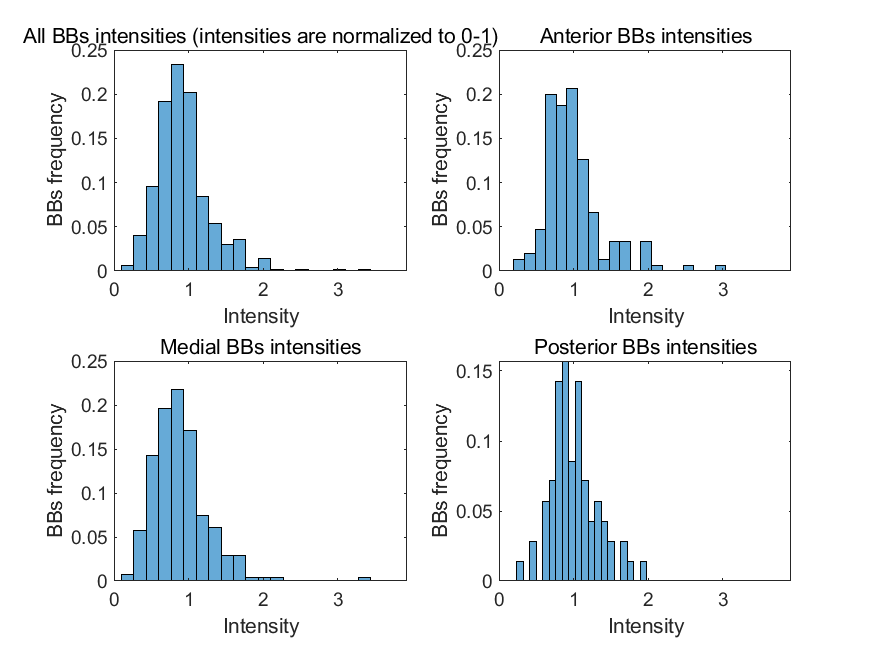 All BBs intensities (intensities are normalized to 0-1)
0.25
0.2
0.15
0.1
0.05
0
BBs frequency
0 1 2 3
Intensity
Anterior BBs intensities
0.25
0.2
0.15
0.1
0.05
0
BBs frequency
0 1 2 3
Intensity
Medial BBs intensities
0.25
0.2
0.15
0.1
0.05
0
BBs frequency
0 1 2 3
Intensity
Posterior BBs intensities
0.15
0.1
0.05
0
BBs frequency
0 1 2 3
Intensity